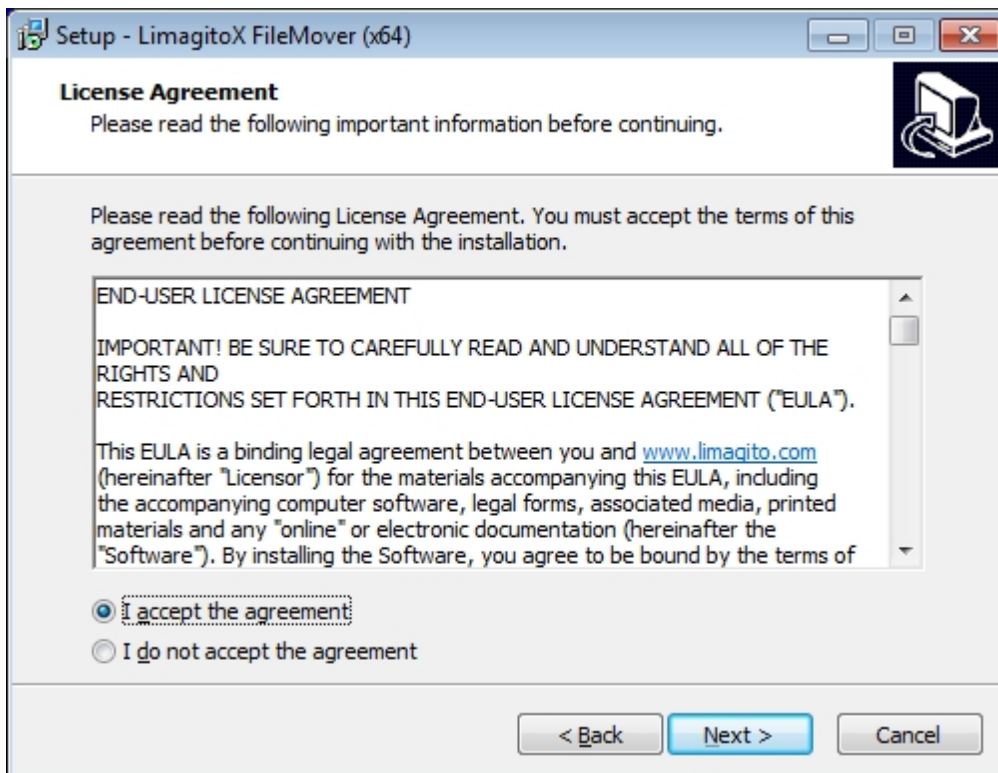 Setup - LimagitoX FileMover (x64)
License Agreement
Please read the following important information before continuing.
Please read the following License Agreement. You must accept the terms of this
agreement before continuing with the installation.
END-USER LICENSE AGREEMENT
IMPORTANT! BE SURE TO CAREFULLY READ AND UNDERSTAND ALL OF THE
RIGHTS AND
RESTRICTIONS SET FORTH IN THIS END-USER LICENSE AGREEMENT ("EULA").
This EULA is a binding legal agreement between you and www.limagito.com
(hereinafter "Licensor") for the materials accompanying this EULA, including
the accompanying computer software, legal forms, associated media, printed
materials and any "online" or electronic documentation (hereinafter the
"Software"). By installing the Software, you agree to be bound by the terms of
I accept the agreement
I do not accept the agreement
< Back Next > Cancel